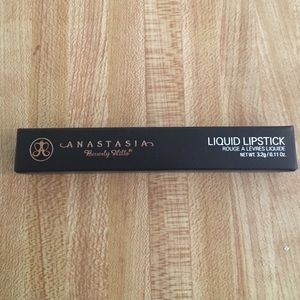 ANASTASIA
Beverly Hills
LIQUID LIPSTICK
ROUGE A LÈVRES LIQUIDE
NET WT. 3.2g/0.11 Oz.